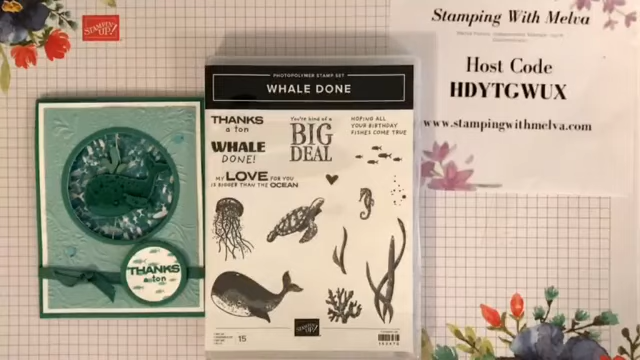 STAMPIN' UP!
Stamping With Melva
Host Code
HDYTGWUX
www.stampingwithmelva.com
PHOTOPOLYMER STAMP SET
WHALE DONE
THANKS
a ton
WHALE
DONE!
You're kind of a
BIG
DEAL
HOPING ALL
YOUR BIRTHDAY
FISHES COME TRUE
MY LOVE FOR YOU
IS BIGGER THAN THE OCEAN
THANKS
a ton
15
STAMPIN' UP!